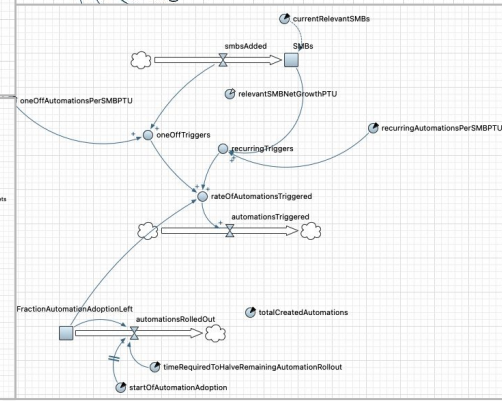 currentRelevantSMBs
smbsAdded
SMBs
relevantSMBNetGrowthPTU
oneOffAutomationsPerSMBPTU
recurringAutomationsPerSMBPTU
oneOffTriggers
recurringTriggers
rateOfAutomationsTriggered
automationsTriggered
FractionAutomationAdoptionLeft
totalCreatedAutomations
automationsRolledOut
timeRequiredToHalveRemainingAutomationRollout
startOfAutomationAdoption